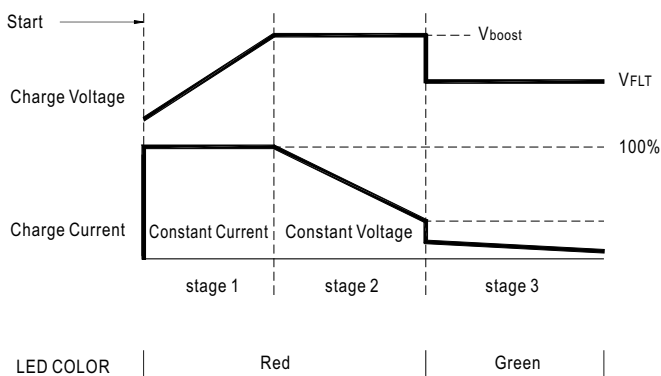 Start
Vboost
Charge Voltage
VFLT
100%
Charge Current
Constant Current
Constant Voltage
stage 1
stage 2
stage 3
LED COLOR
Red
Green